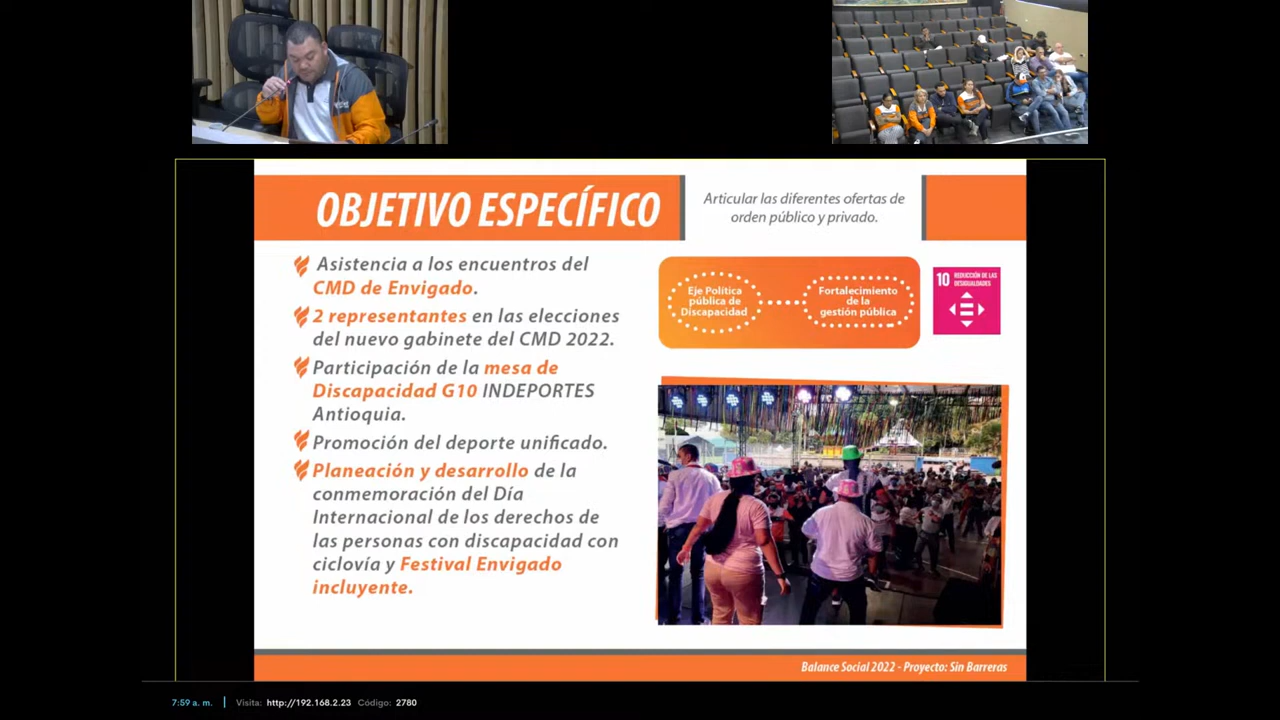 OBJETIVO ESPECÍFICO
Articular las diferentes ofertas de
orden público y privado.
Asistencia a los encuentros del
CMD de Envigado.
2 representantes en las elecciones
del nuevo gabinete del CMD 2022.
Participación de la mesa de
Discapacidad G10 INDEPORTES
Antioquia.
Promoción del deporte unificado.
Planeación y desarrollo de la
conmemoración del Día
Internacional de los derechos de
las personas con discapacidad con
ciclovía y Festival Envigado
incluyente.
Eje Política
pública de
Discapacidad
Fortalecimiento
de la
gestión pública
10 REDUCCIÓN DE LAS
DESIGUALDADES
Balance Social 2022 - Proyecto: Sin Barreras
7:59 a. m. | Visita: http://192.168.2.23 Código: 2780